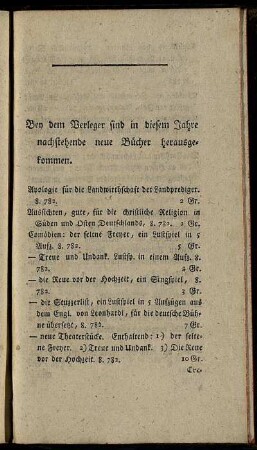 Bey dem Verleger sind in diesem Jahre
nachstehende neue Bücher herausge-
kommen.
Apologie für die Landwirthschaft der Landprediger.
8. 782. 2 Gr.
Aussichten, gute, für die christliche Religion in
Süden und Osten Deutschlands, 8. 782. 2 Gr.
Comödien: der seltene Freyer, ein Lustspiel in 5
Aufz. 8. 782. 5 Gr.
— Treue und Undank. Lustsp. in einem Aufz. 8.
782. 2 Gr.
— die Reue vor der Hochzeit, ein Singspiel, 8.
782. 3 Gr.
— die Seufzerlist, ein Lustspiel in 5 Aufzügen aus
dem Engl. von Leonhardi, für die deutsche Büh-
ne übersetzt, 8. 782. 7 Gr.
— neue Theaterstücke. Enthaltend: 1) der selte-
ne Freyer. 2) Treue und Undank. 3) Die Reue
vor der Hochzeit. 8. 782. 10 Gr.